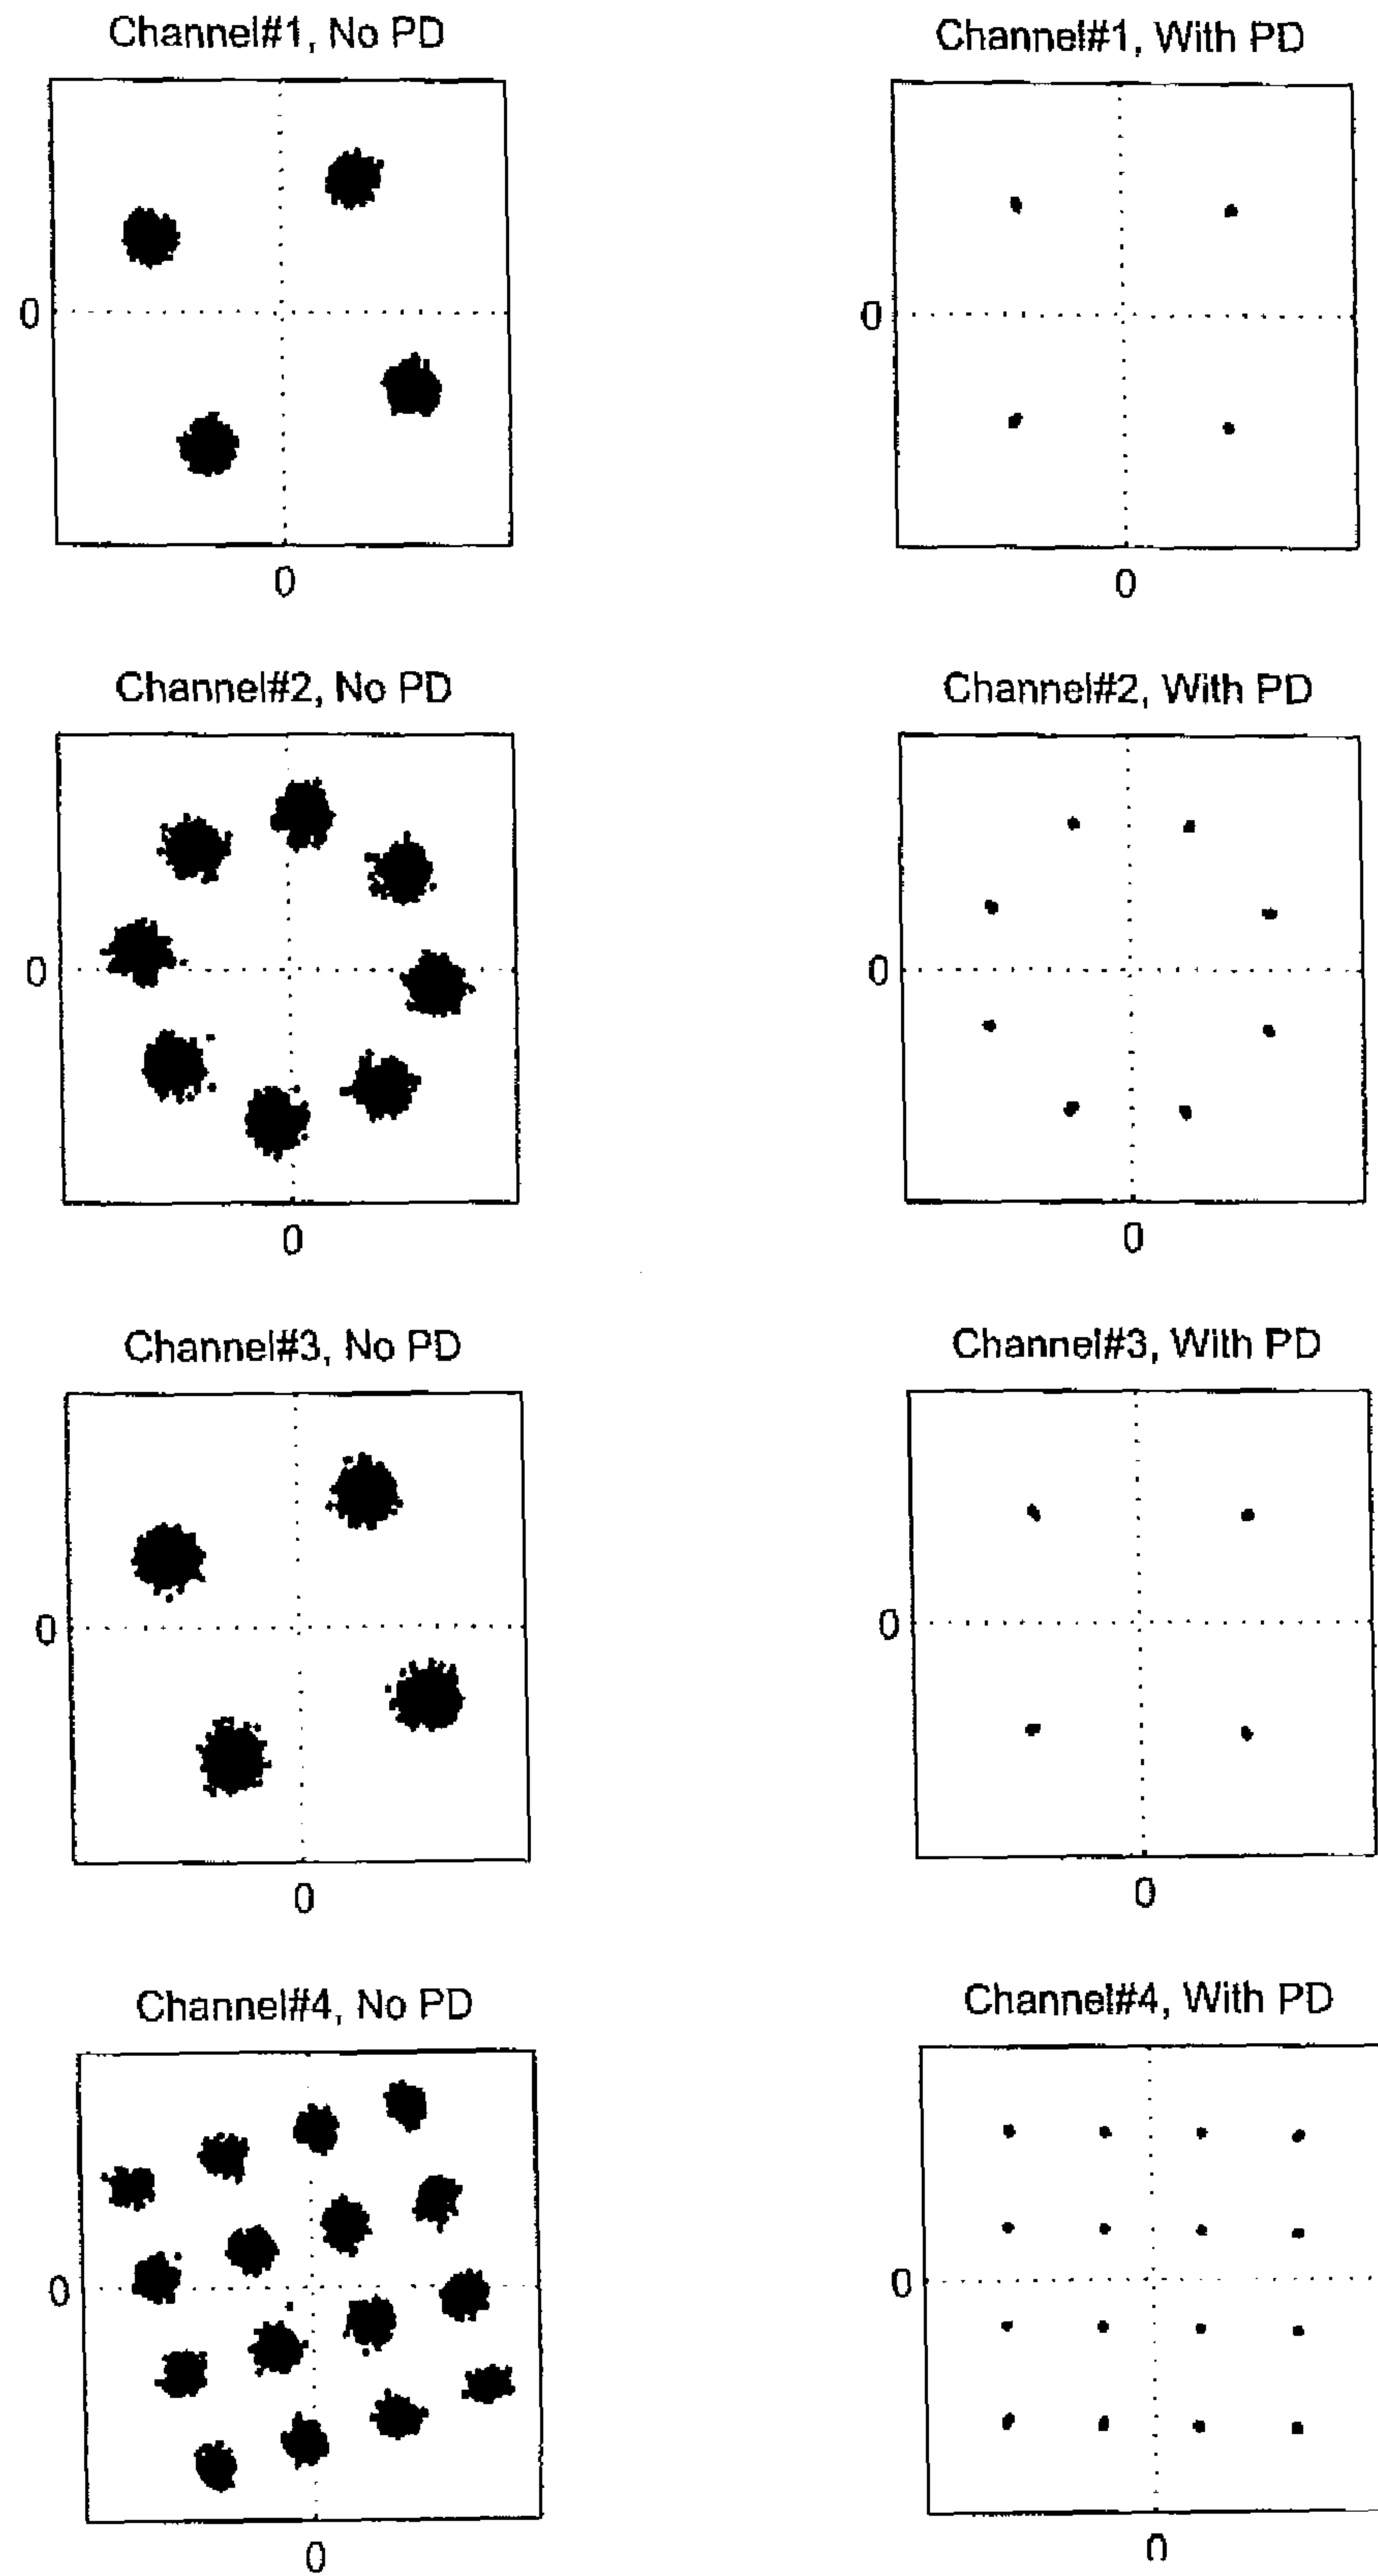 Channel#1, No PD
Channel#1, With PD
0
0
0
0
Channel#2, No PD
Channel#2, With PD
0
0
0
0
Channel#3, No PD
Channel#3, With PD
0
0
0
0
Channel#4, No PD
Channel#4, With PD
0
0
0
0